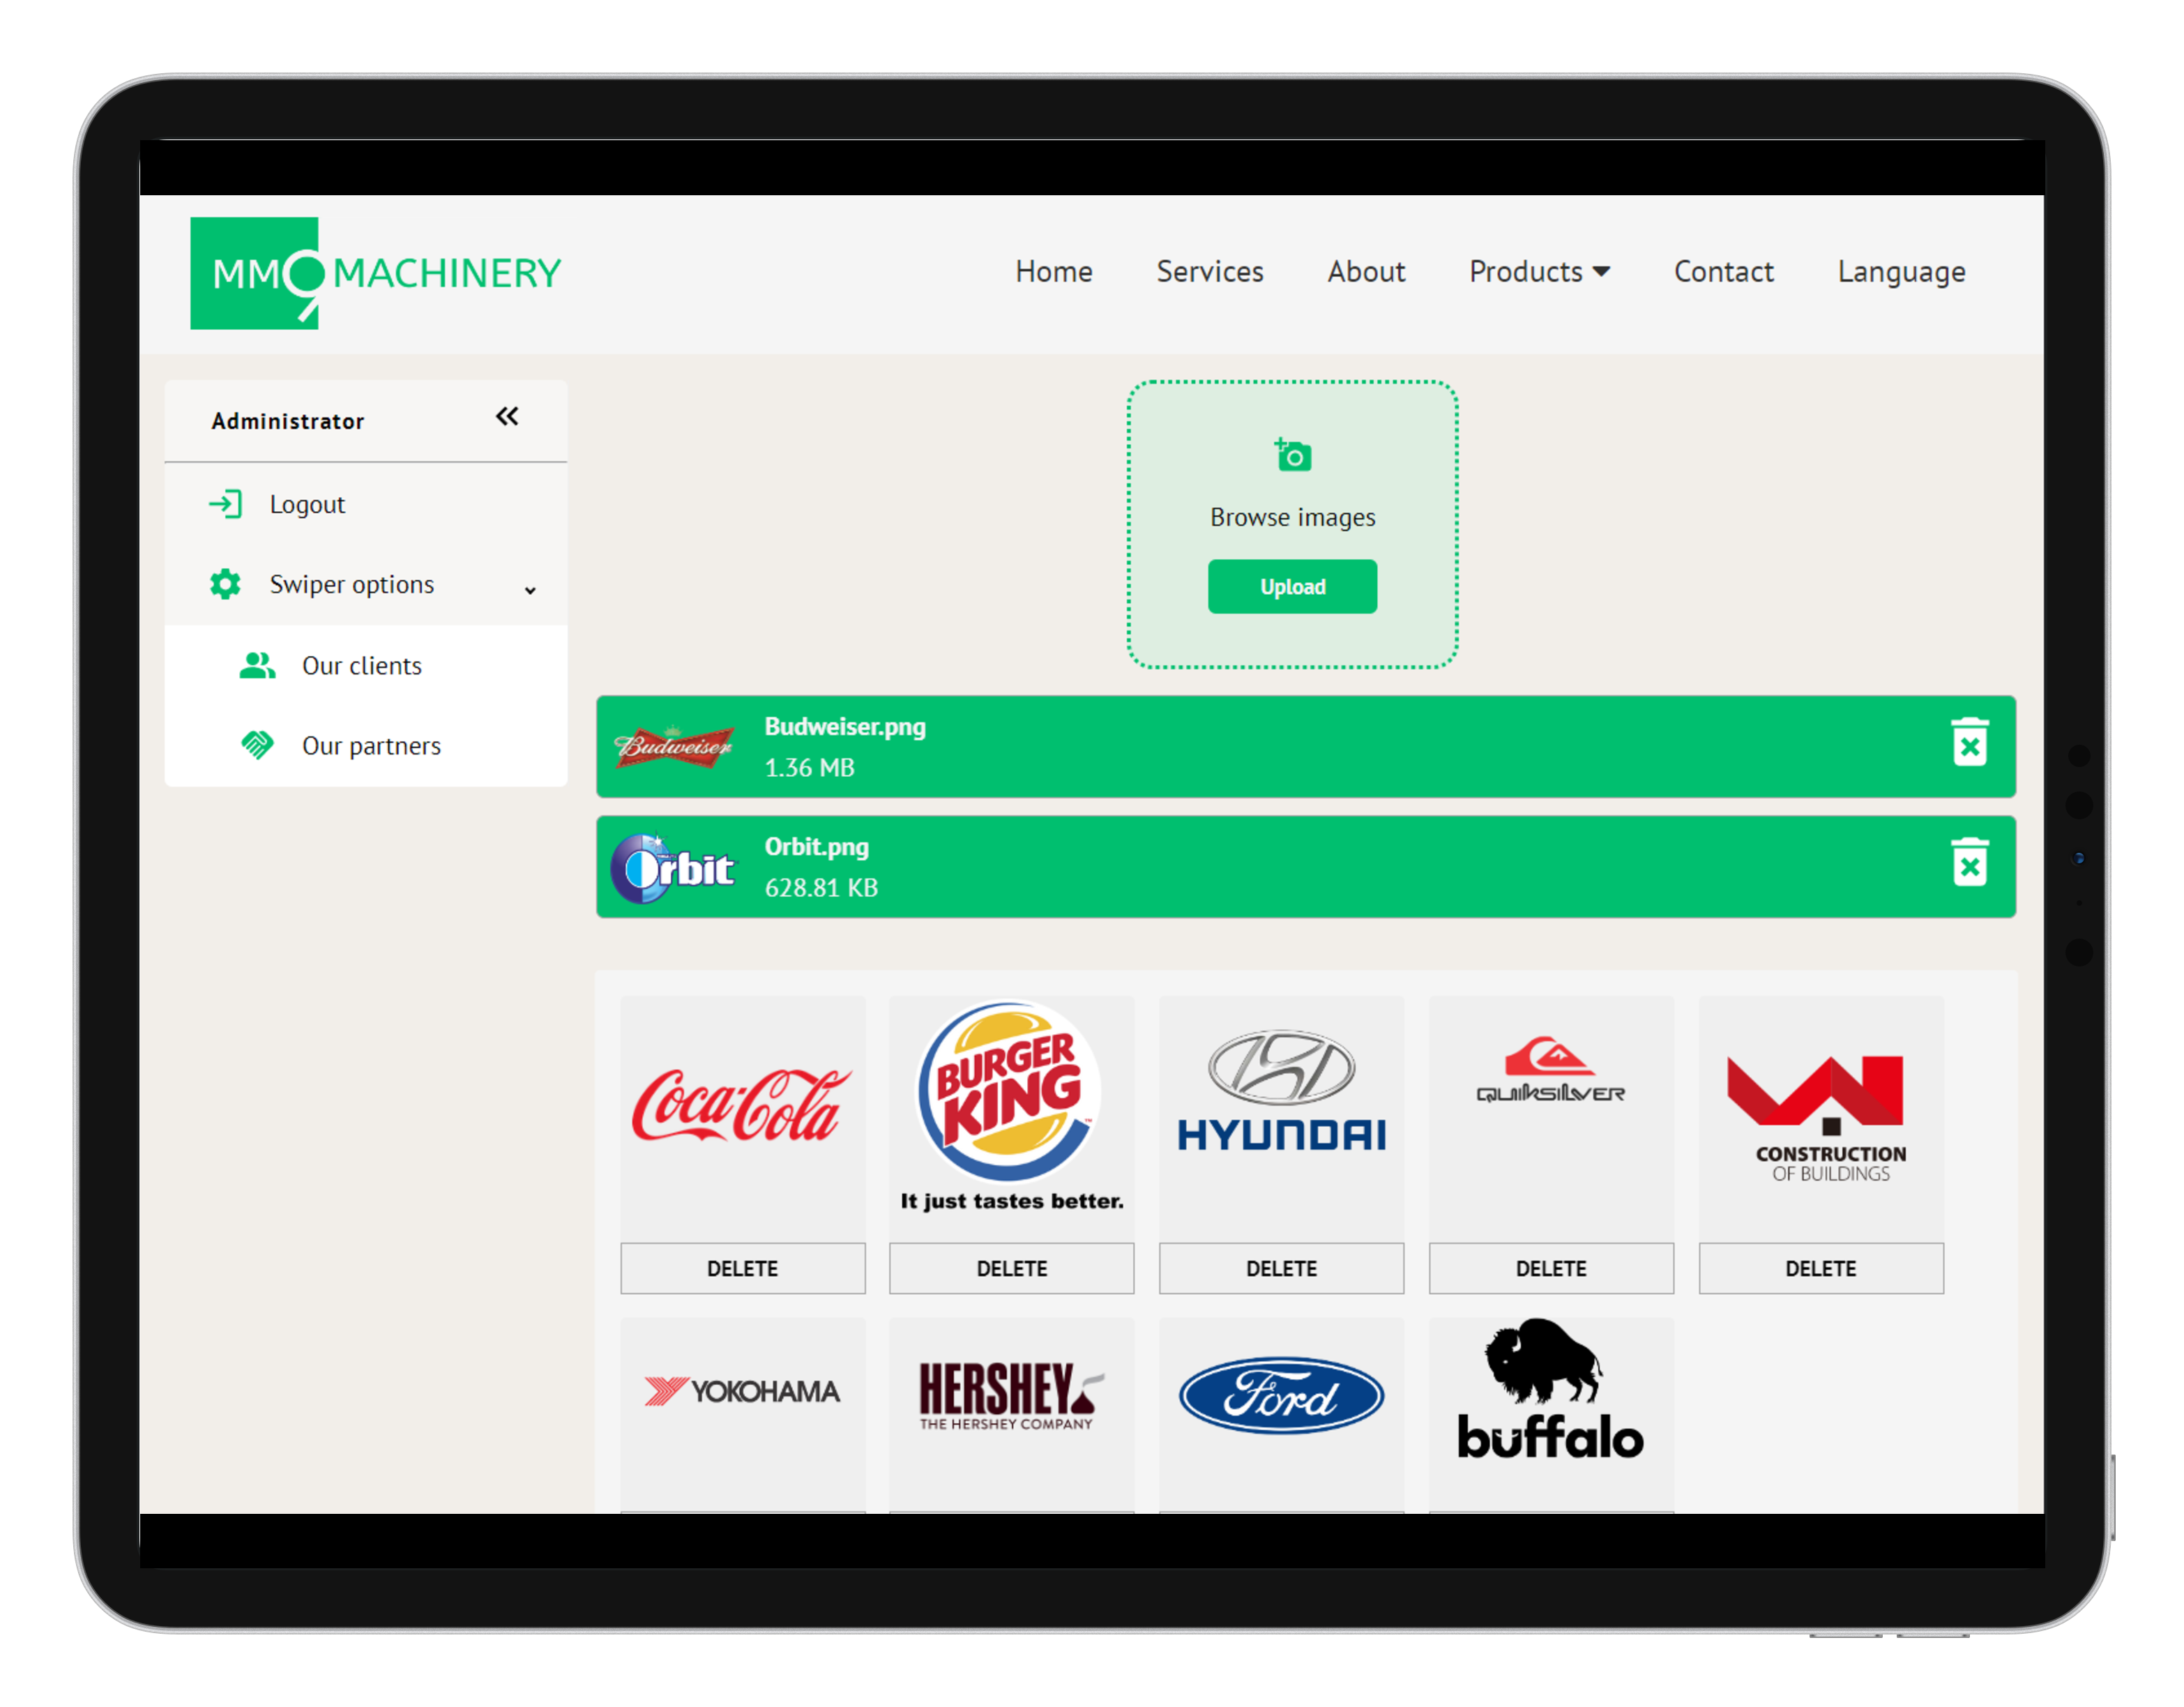 MM9 MACHINERY
Home Services About Products Contact Language
Administrator
Logout
Swiper options
Our clients
Our partners
Browse images
Upload
Budweiser
Budweiser.png
1.36 MB
Orbit
Orbit.png
628.81 KB
Coca-Cola
BURGER
KING
™
It just tastes better.
HYUNDAI
QUIKSILVER
CONSTRUCTION
OF BUILDINGS
DELETE DELETE DELETE DELETE DELETE
YOKOHAMA
HERSHEY
THE HERSHEY COMPANY
Ford
buffalo